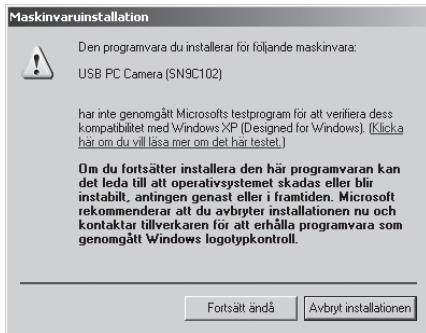 Maskinvaruinstallation
Den programvara du installerar för följande maskinvara:
USB PC Camera (SN9C102)
har inte genomgått Microsofts testprogram för att verifiera dess
kompatibilitet med Windows XP (Designed for Windows). (Klicka
här om du vill läsa mer om det här testet.)
Om du fortsätter installera den här programvaran kan
det leda till att operativsystemet skadas eller blir
instabilt, antingen genast eller i framtiden. Microsoft
rekommenderar att du avbryter installationen nu och
kontaktar tillverkaren för att erhålla programvara som
genomgått Windows logotypkontroll.
Fortsätt ändå
Avbryt installationen